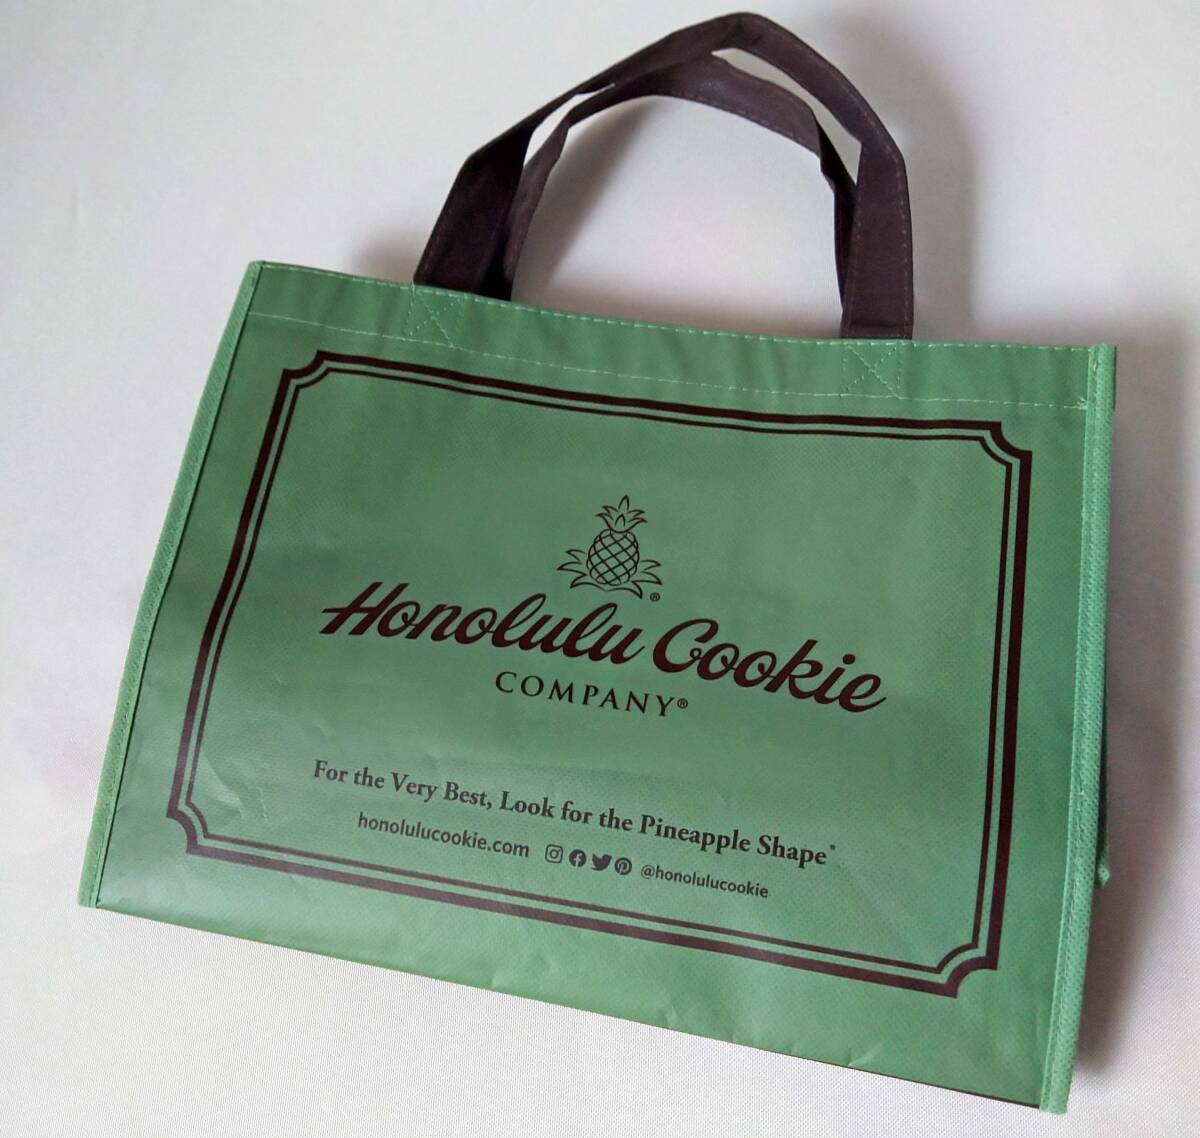 Honolulu Cookie
COMPANY®
For the Very Best, Look for the Pineapple Shape®
honolulucookie.com @honolulucookie